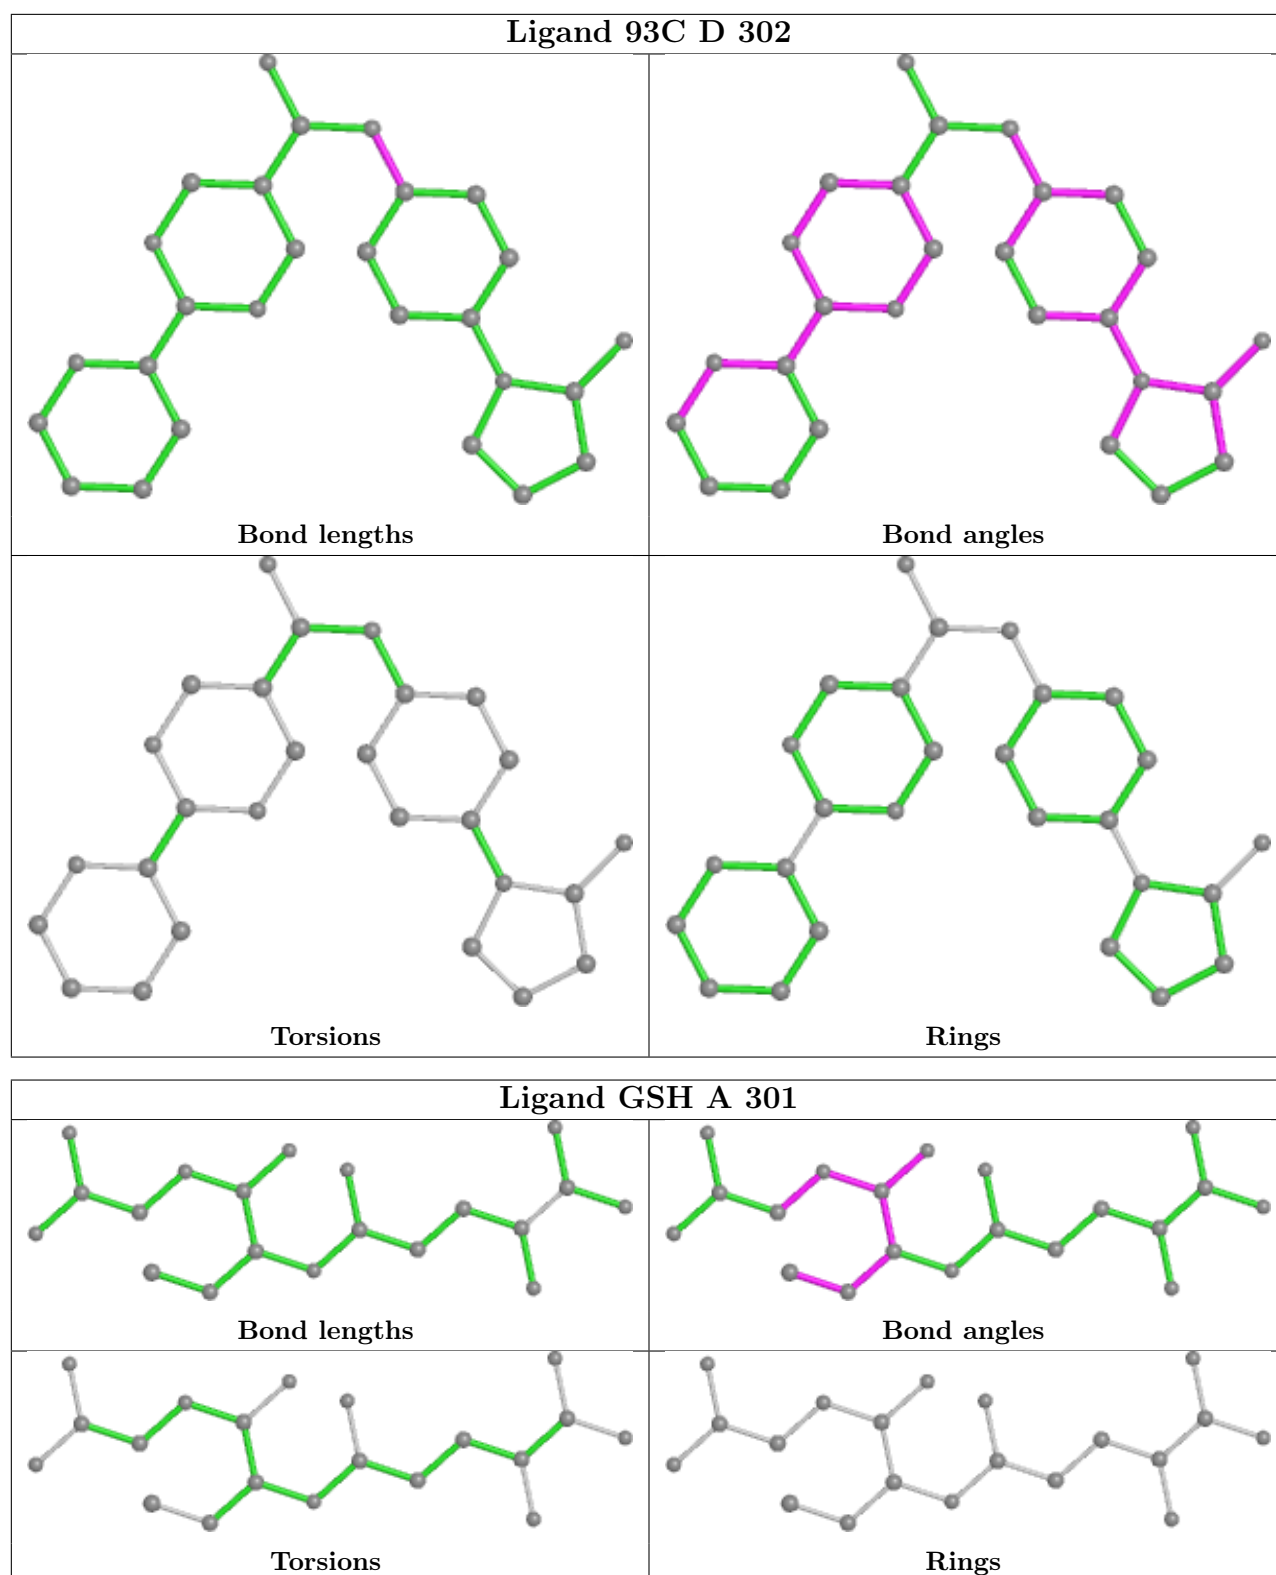 Ligand 93C D 302
Bond lengths
Bond angles
Torsions
Rings
Ligand GSH A 301
Bond lengths
Bond angles
Torsions
Rings